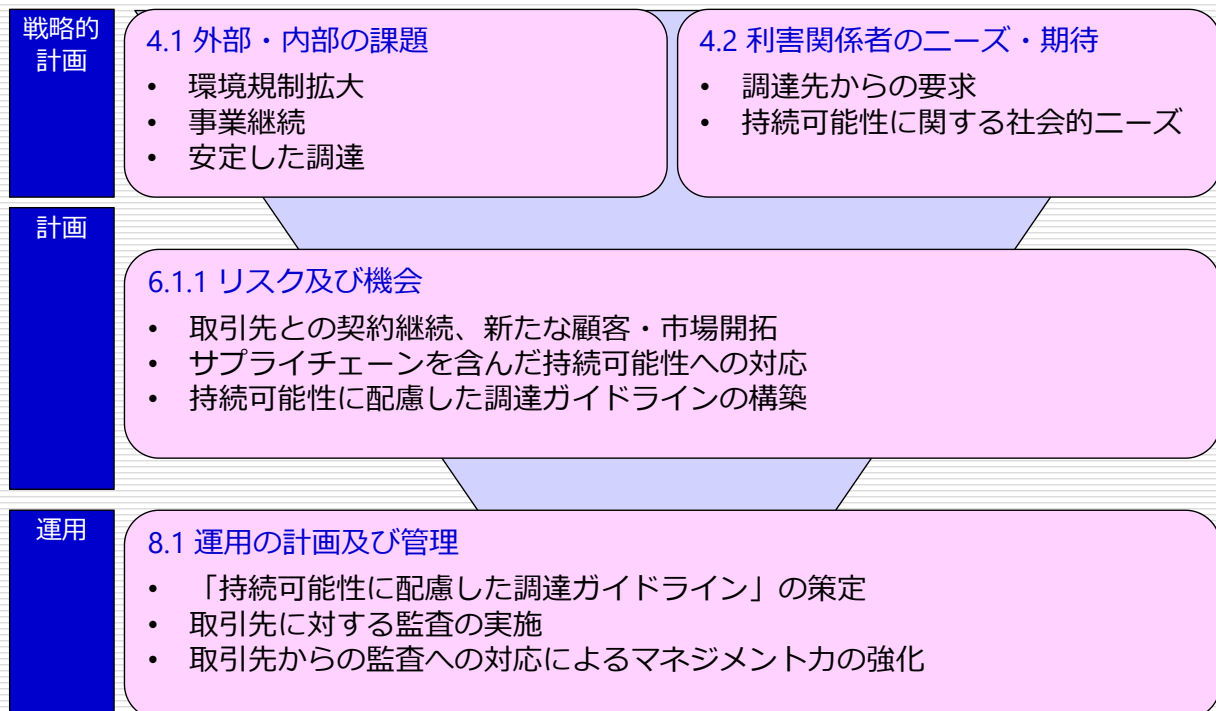 戦略的
計画
4.1 外部・内部の課題
• 環境規制拡大
• 事業継続
• 安定した調達
4.2 利害関係者のニーズ・期待
• 調達先からの要求
• 持続可能性に関する社会的ニーズ
計画
6.1.1 リスク及び機会
• 取引先との契約継続、新たな顧客・市場開拓
• サプライチェーンを含んだ持続可能性への対応
• 持続可能性に配慮した調達ガイドラインの構築
運用
8.1 運用の計画及び管理
• 「持続可能性に配慮した調達ガイドライン」の策定
• 取引先に対する監査の実施
• 取引先からの監査への対応によるマネジメント力の強化